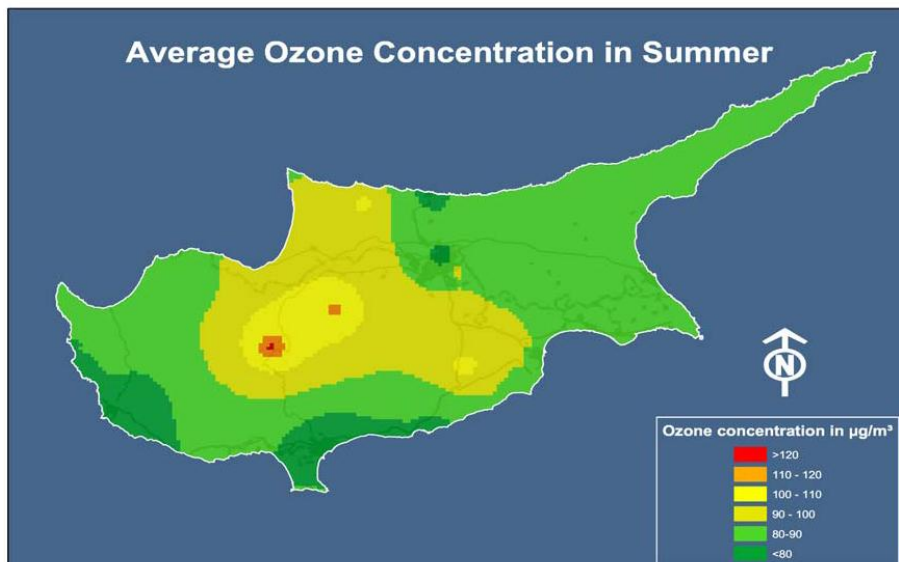 Average Ozone Concentration in Summer
N
Ozone concentration in µg/m³
>120
110 - 120
100 - 110
90 - 100
80-90
<80